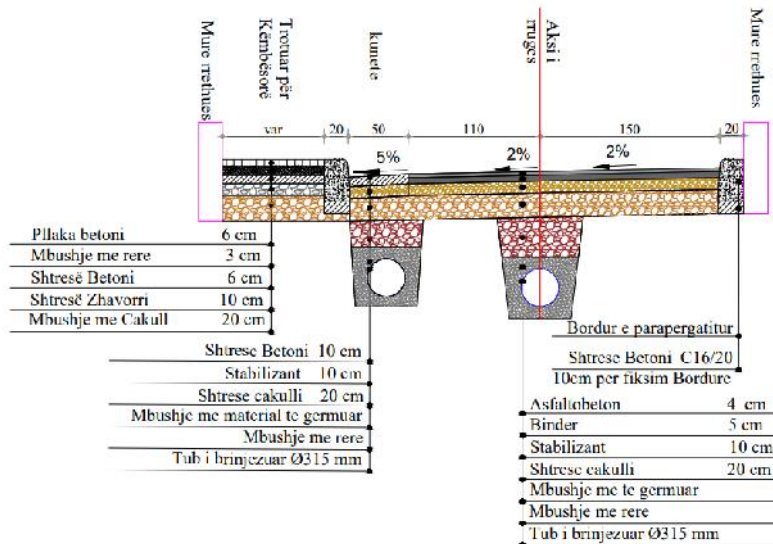 Mure rrethues
Trotuar për
Këmbësorë
kunete
Aksi i
rruges
Mure rrethues
var 20 50 110 150 20
5% 2% 2%
Pllaka betoni 6 cm
Mbushje me rere 3 cm
Shtresë Betoni 6 cm
Shtresë Zhavorri 10 cm
Mbushje me Cakull 20 cm
Shtrese Betoni 10 cm
Stabilizant 10 cm
Shtrese cakulli 20 cm
Mbushje me material te germuar
Mbushje me rere
Tub i brinjezuar Ø315 mm
Bordur e parapergatitur
Shtrese Betoni C16/20
10cm per fiksim Bordure
Asfaltobeton 4 cm
Binder 5 cm
Stabilizant 10 cm
Shtrese cakulli 20 cm
Mbushje me te germuar
Mbushje me rere
Tub i brinjezuar Ø315 mm